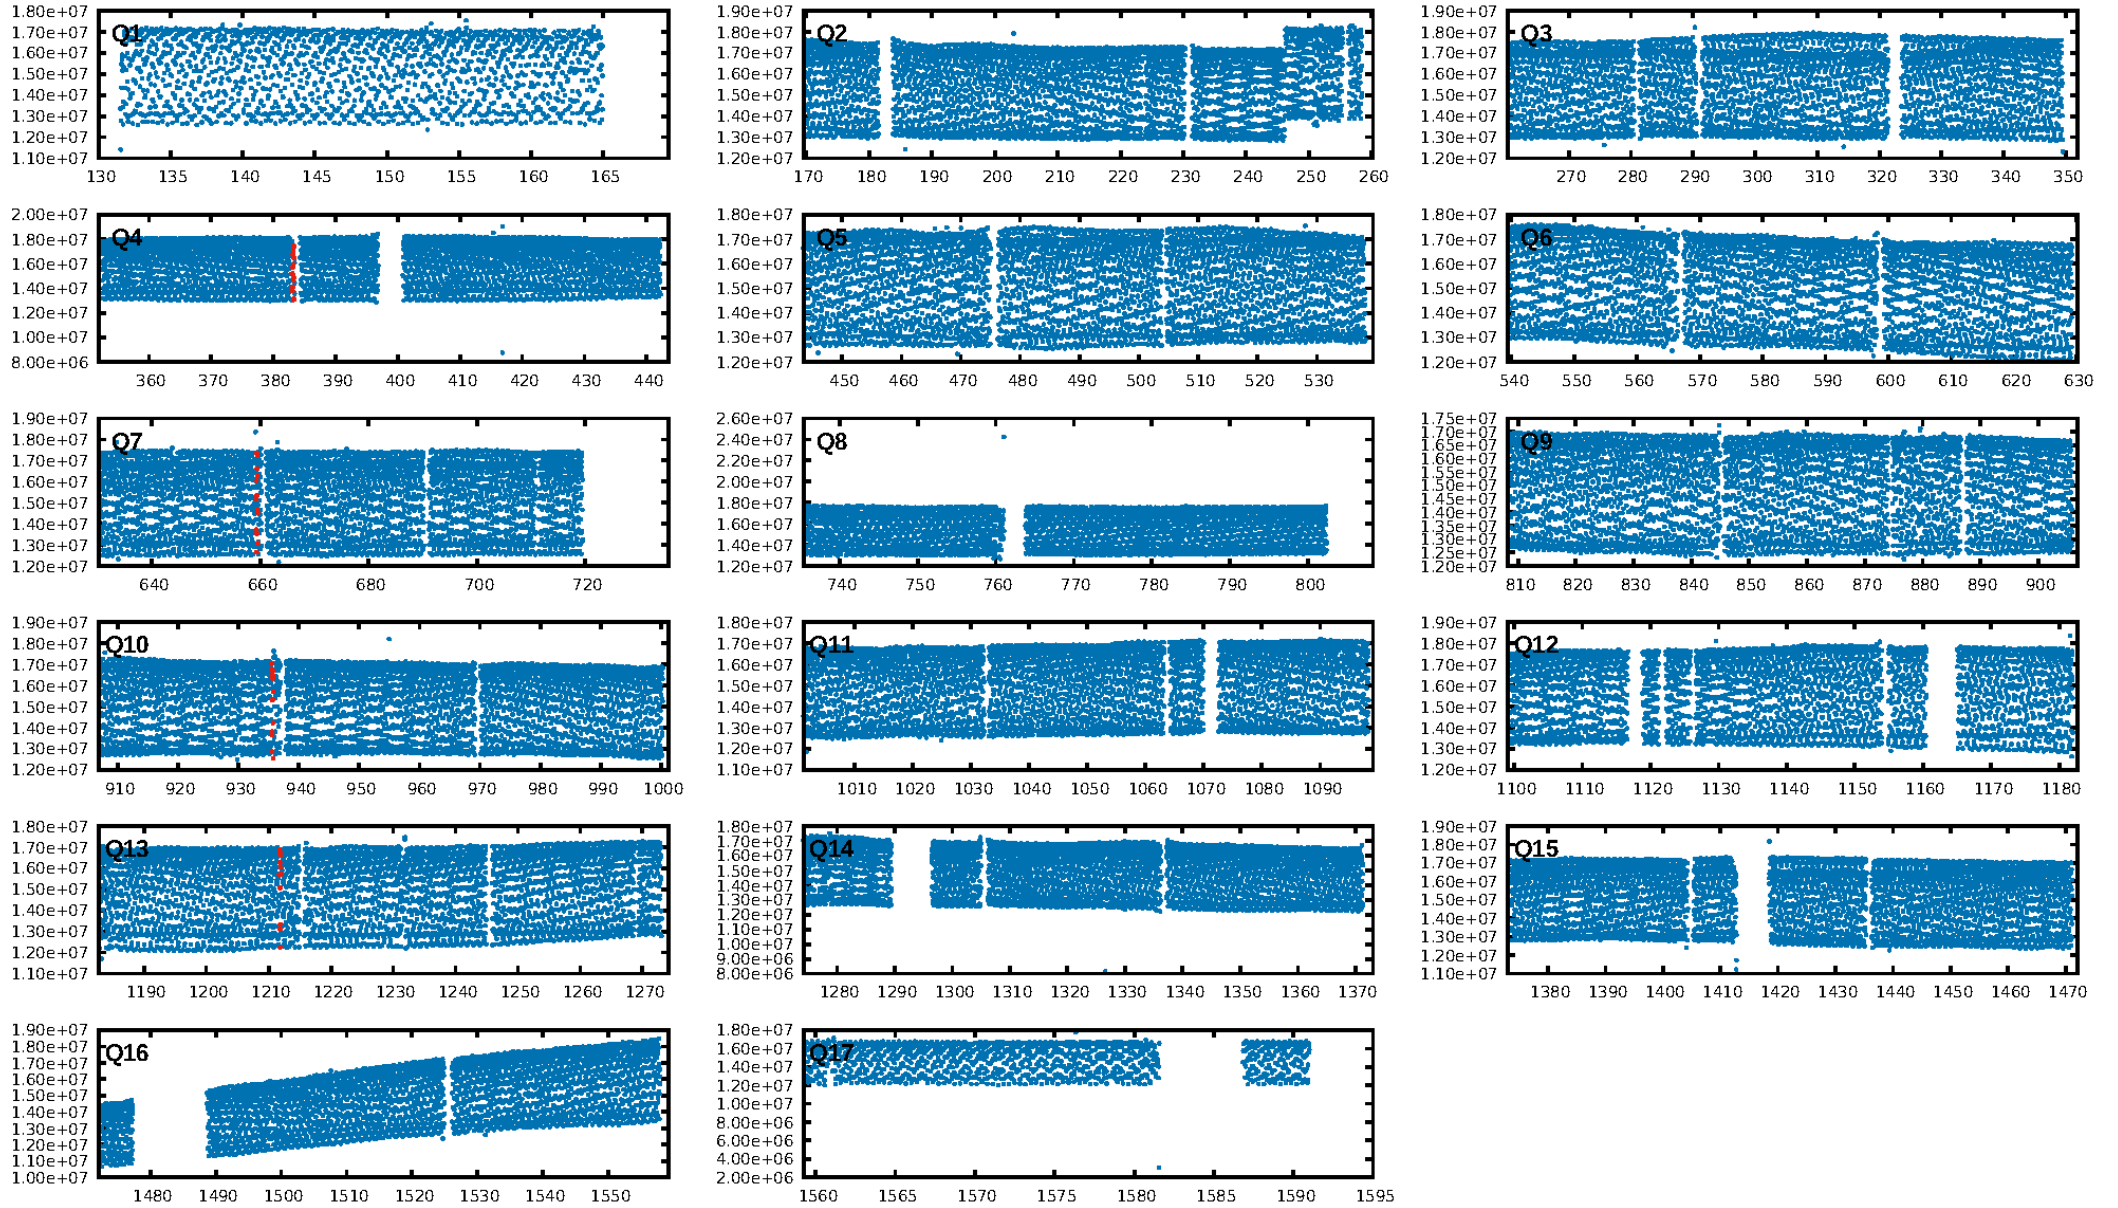 1.80e+07
1.70e+07
1.60e+07
1.50e+07
1.40e+07
1.30e+07
1.20e+07
1.10e+07
Q1
130 135 140 145 150 155 160 165
1.90e+07
1.80e+07
1.70e+07
1.60e+07
1.50e+07
1.40e+07
1.30e+07
1.20e+07
Q2
170 180 190 200 210 220 230 240 250 260
1.90e+07
1.80e+07
1.70e+07
1.60e+07
1.50e+07
1.40e+07
1.30e+07
1.20e+07
Q3
270 280 290 300 310 320 330 340 350
2.00e+07
1.80e+07
1.60e+07
1.40e+07
1.20e+07
1.00e+07
8.00e+06
Q4
360 370 380 390 400 410 420 430 440
1.80e+07
1.70e+07
1.60e+07
1.50e+07
1.40e+07
1.30e+07
1.20e+07
Q5
450 460 470 480 490 500 510 520 530
1.80e+07
1.70e+07
1.60e+07
1.50e+07
1.40e+07
1.30e+07
1.20e+07
Q6
540 550 560 570 580 590 600 610 620 630
1.90e+07
1.80e+07
1.70e+07
1.60e+07
1.50e+07
1.40e+07
1.30e+07
1.20e+07
Q7
640 660 680 700 720
2.60e+07
2.40e+07
2.20e+07
2.00e+07
1.80e+07
1.60e+07
1.40e+07
1.20e+07
Q8
740 750 760 770 780 790 800
1.75e+07
1.70e+07
1.65e+07
1.60e+07
1.55e+07
1.50e+07
1.45e+07
1.40e+07
1.35e+07
1.30e+07
1.25e+07
1.20e+07
Q9
810 820 830 840 850 860 870 880 890 900
1.90e+07
1.80e+07
1.70e+07
1.60e+07
1.50e+07
1.40e+07
1.30e+07
1.20e+07
Q10
910 920 930 940 950 960 970 980 990 1000
1.80e+07
1.70e+07
1.60e+07
1.50e+07
1.40e+07
1.30e+07
1.20e+07
1.10e+07
Q11
1010 1020 1030 1040 1050 1060 1070 1080 1090
1.90e+07
1.80e+07
1.70e+07
1.60e+07
1.50e+07
1.40e+07
1.30e+07
1.20e+07
Q12
1100 1110 1120 1130 1140 1150 1160 1170 1180
1.80e+07
1.70e+07
1.60e+07
1.50e+07
1.40e+07
1.30e+07
1.20e+07
1.10e+07
Q13
1190 1200 1210 1220 1230 1240 1250 1260 1270
1.80e+07
1.70e+07
1.60e+07
1.50e+07
1.40e+07
1.30e+07
1.20e+07
1.10e+07
1.00e+07
9.00e+06
8.00e+06
Q14
1280 1290 1300 1310 1320 1330 1340 1350 1360 1370
1.90e+07
1.80e+07
1.70e+07
1.60e+07
1.50e+07
1.40e+07
1.30e+07
1.20e+07
1.10e+07
Q15
1380 1390 1400 1410 1420 1430 1440 1450 1460 1470
1.90e+07
1.80e+07
1.70e+07
1.60e+07
1.50e+07
1.40e+07
1.30e+07
1.20e+07
1.10e+07
1.00e+07
Q16
1480 1490 1500 1510 1520 1530 1540 1550
1.80e+07
1.60e+07
1.40e+07
1.20e+07
1.00e+07
8.00e+06
6.00e+06
4.00e+06
2.00e+06
Q17
1560 1565 1570 1575 1580 1585 1590 1595